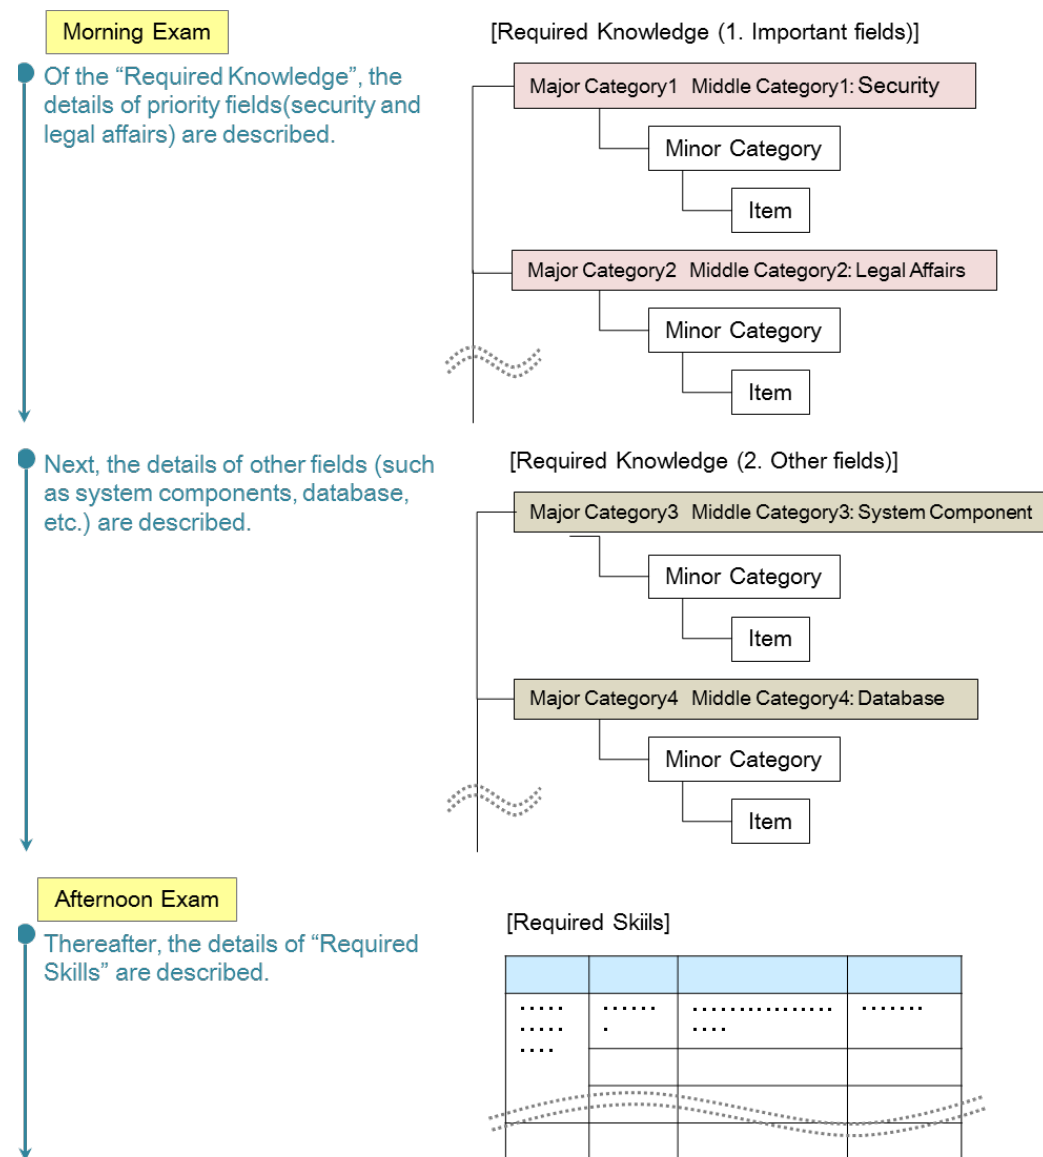 Morning Exam
Of the “Required Knowledge”, the
details of priority fields(security and
legal affairs) are described.
[Required Knowledge (1. Important fields)]
Major Category1 Middle Category1: Security
Minor Category
Item
Major Category2 Middle Category2: Legal Affairs
Minor Category
Item
Next, the details of other fields (such
as system components, database,
etc.) are described.
[Required Knowledge (2. Other fields)]
Major Category3 Middle Category3: System Component
Minor Category
Item
Major Category4 Middle Category4: Database
Minor Category
Item
Afternoon Exam
Thereafter, the details of “Required
Skills” are described.
[Required Skiils]